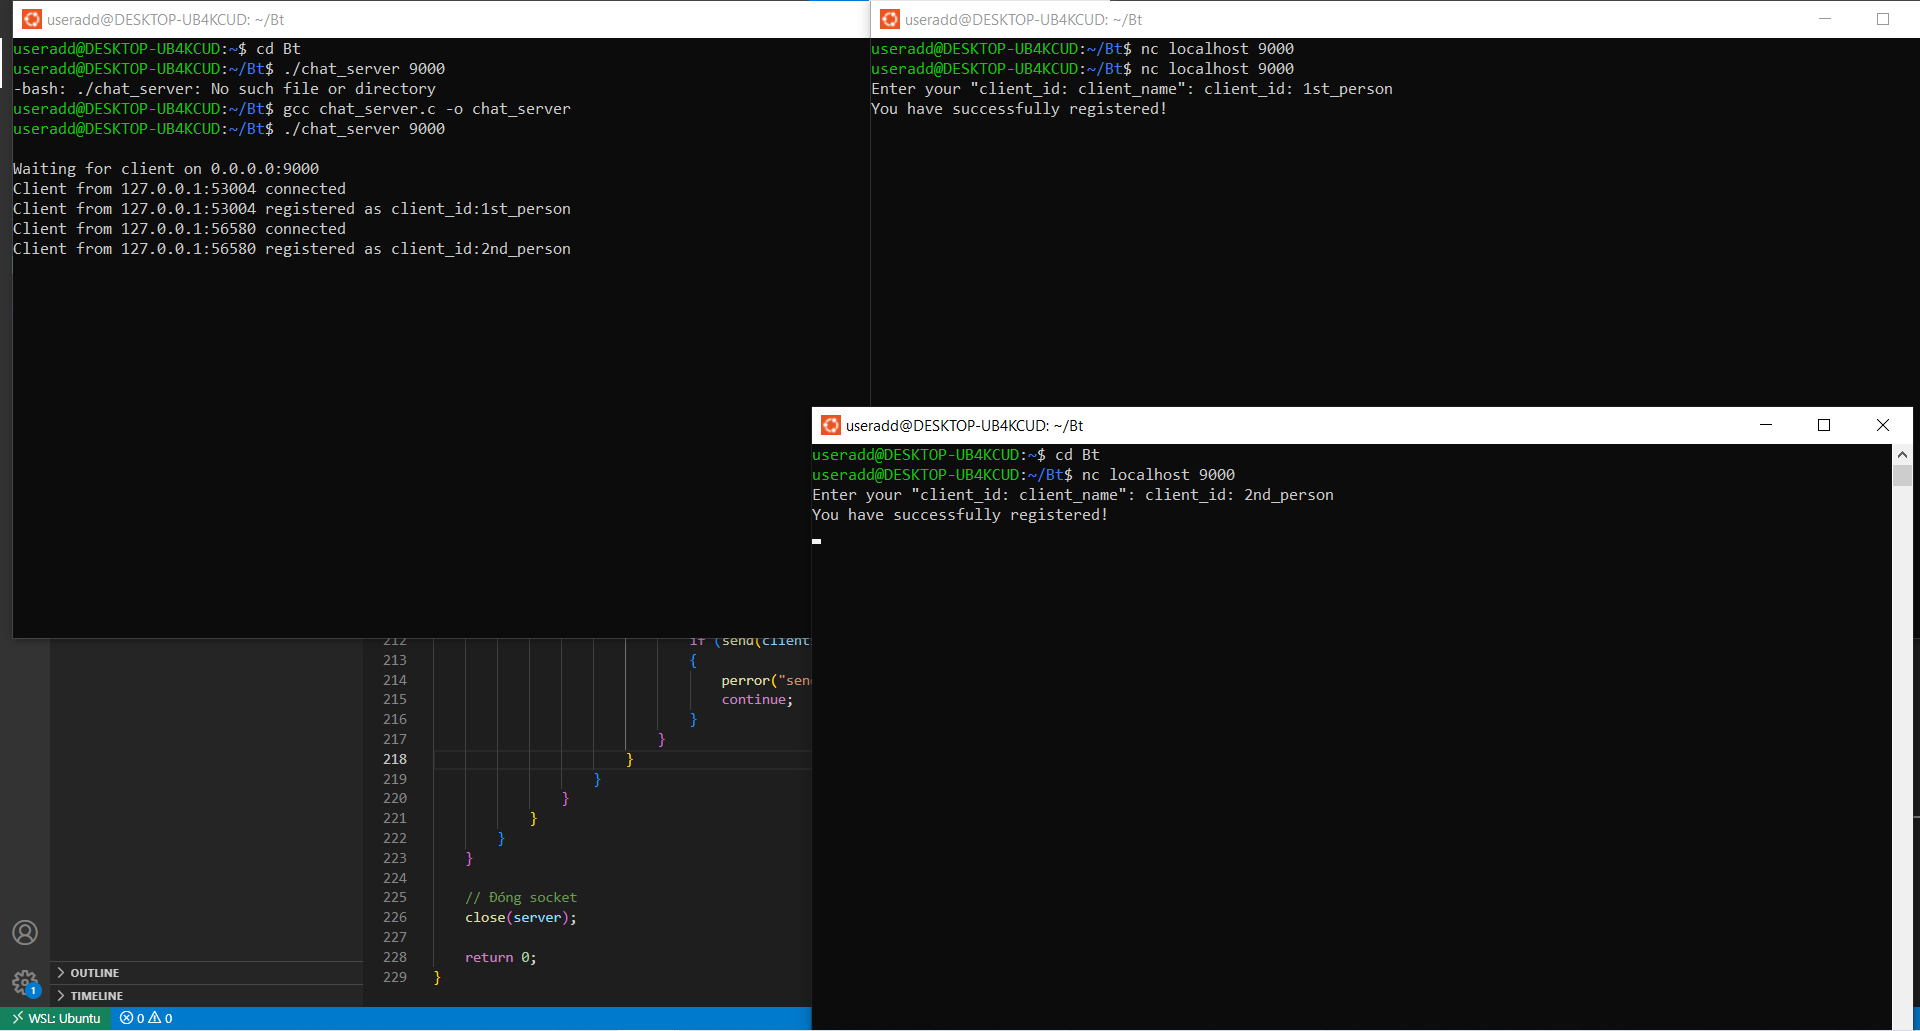 useradd@DESKTOP-UB4KCUD: ~/Bt
useradd@DESKTOP-UB4KCUD:~$ cd Bt
useradd@DESKTOP-UB4KCUD:~/Bt$ ./chat_server 9000
-bash: ./chat_server: No such file or directory
useradd@DESKTOP-UB4KCUD:~/Bt$ gcc chat_server.c -o chat_server
useradd@DESKTOP-UB4KCUD:~/Bt$ ./chat_server 9000
Waiting for client on 0.0.0.0:9000
Client from 127.0.0.1:53004 connected
Client from 127.0.0.1:53004 registered as client_id:1st_person
Client from 127.0.0.1:56580 connected
Client from 127.0.0.1:56580 registered as client_id:2nd_person
useradd@DESKTOP-UB4KCUD: ~/Bt
useradd@DESKTOP-UB4KCUD:~/Bt$ nc localhost 9000
useradd@DESKTOP-UB4KCUD:~/Bt$ nc localhost 9000
Enter your "client_id: client_name": client_id: 1st_person
You have successfully registered!
useradd@DESKTOP-UB4KCUD: ~/Bt
useradd@DESKTOP-UB4KCUD:~$ cd Bt
useradd@DESKTOP-UB4KCUD:~/Bt$ nc localhost 9000
Enter your "client_id: client_name": client_id: 2nd_person
You have successfully registered!
212 if (send(client
213 {
214 perror("sen
215 continue;
216 }
217 }
218 }
219 }
220 }
221 }
222 }
223 }
224
225 // Đóng socket
226 close(server);
227
228 return 0;
229 }
OUTLINE
TIMELINE
1
WSL: Ubuntu 0 0